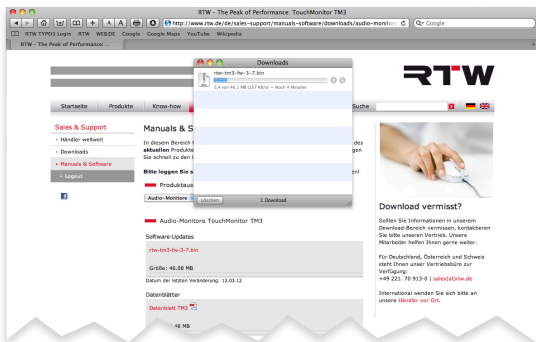 RTW - The Peak of Performance: TouchMonitor TM3
http://www.rtw.de/de/sales-support/manuals-software/downloads/audio-monitore
Google
RTW TYPO3 Login RTW WEB.DE Google Google Maps YouTube Wikipedia
RTW - The Peak of Performance: ...
Downloads
rtw-tm3-fw-3-7.bin
3,4 von 46,1 MB (157 KB/s) — Noch 4 Minuten
Löschen
1 Download
RTW
Startseite Produkte Know-how
Suche
Sales & Support
Händler weltweit
Downloads
Manuals & Software
Logout
Manuals & S
In diesem Bereich f
des
aktuellen Produkte
gen
Sie schnell zu den
Bitte loggen Sie s
en!
Produktaus
Audio-Monitore
Audio-Monitore TouchMonitor TM3
Software-Updates
rtw-tm3-fw-3-7.bin
Größe: 46.08 MB
Datum der letzten Veränderung: 12.03.12
Datenblätter
Datenblatt TM3
48 MB
Download vermisst?
Sollten Sie Informationen in unserem
Download-Bereich vermissen, kontaktieren
Sie bitte unseren Vertrieb. Unsere
Mitarbeiter helfen Ihnen gerne weiter.
Für Deutschland, Österreich und Schweiz
steht Ihnen unser Vertriebsbüro zur
Verfügung:
+49 221. 70 913-0 | sales(at)rtw.de
International wenden Sie sich bitte an
unsere Händler vor Ort.